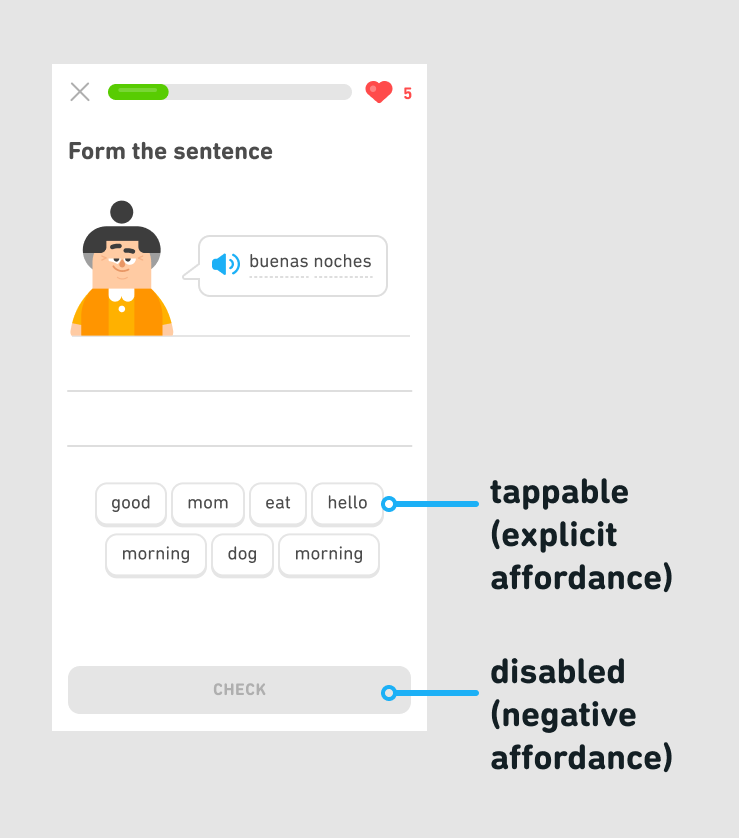 5
Form the sentence
buenas noches
good mom eat hello
morning dog morning
CHECK
tappable
(explicit
affordance)
disabled
(negative
affordance)